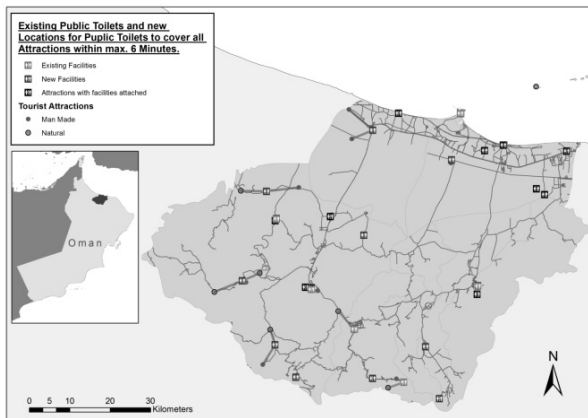 Existing Public Toilets and new
Locations for Puplic Toilets to cover all
Attractions within max. 6 Minutes.
Existing Facilities
New Facilities
Attractions with facilities attached
Tourist Attractions
Man Made
Natural
Oman
N
0 5 10 20 30
Kilometers